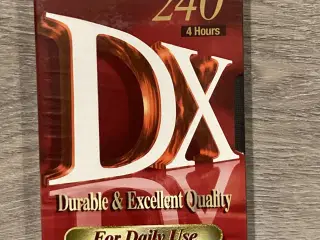 240
4 Hours
DX
Durable & Excellent Quality
For Daily Use